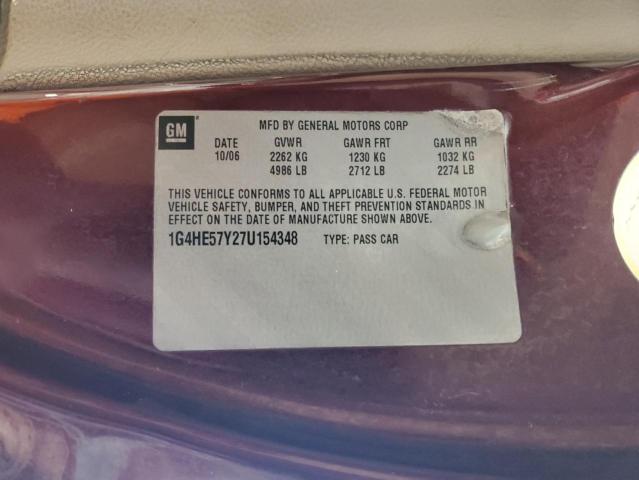 GM
MFD BY GENERAL MOTORS CORP
DATE GVWR GAWR FRT GAWR RR
10/06 2262 KG 1230 KG 1032 KG
4986 LB 2712 LB 2274 LB
THIS VEHICLE CONFORMS TO ALL APPLICABLE U.S. FEDERAL MOTOR
VEHICLE SAFETY, BUMPER, AND THEFT PREVENTION STANDARDS IN
EFFECT ON THE DATE OF MANUFACTURE SHOWN ABOVE.
1G4HE57Y27U154348 TYPE: PASS CAR